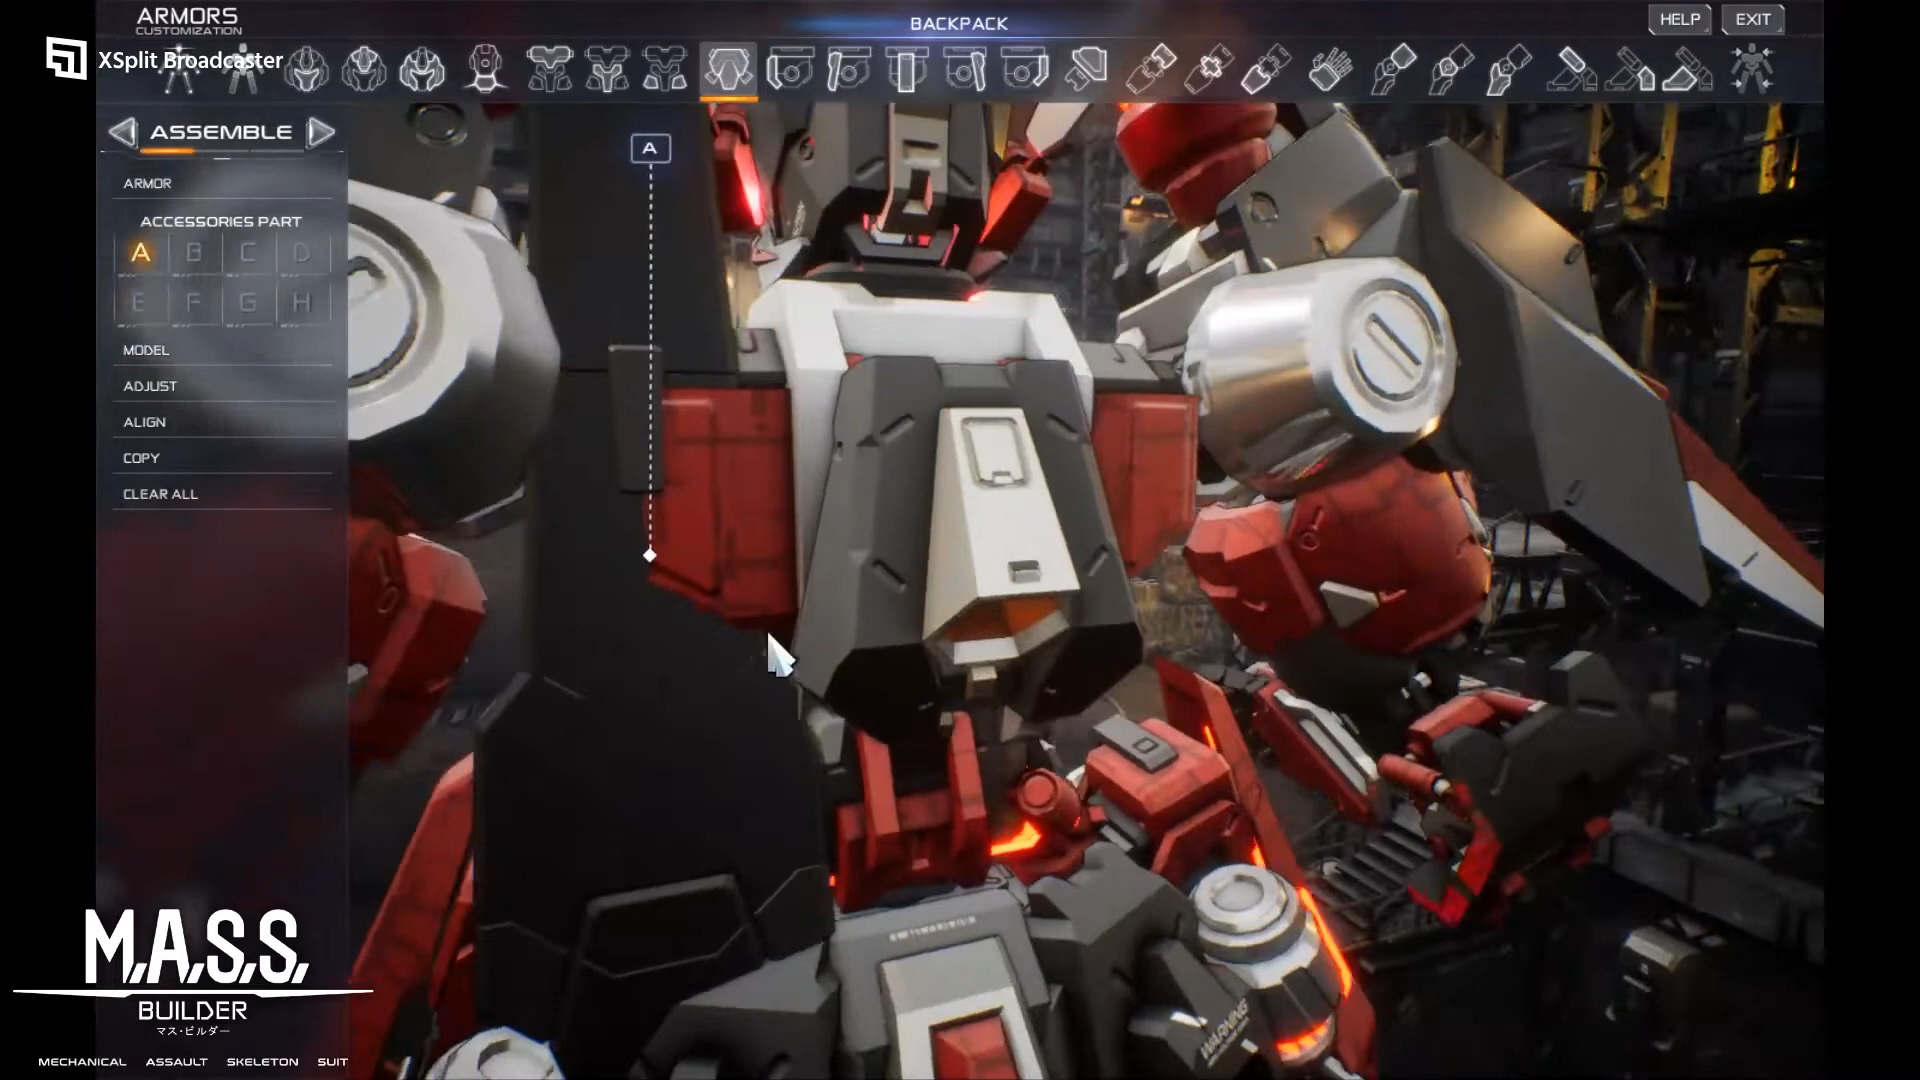 ARMORS
CUSTOMIZATION
BACKPACK
HELP
EXIT
XSplit Broadcaster
ASSEMBLE
A
ARMOR
ACCESSORIES PART
A B C D
E F G H
MODEL
ADJUST
ALIGN
COPY
CLEAR ALL
WARNING
M.A.S.S.
BUILDER
マス・ビルダー
MECHANICAL ASSAULT SKELETON SUIT